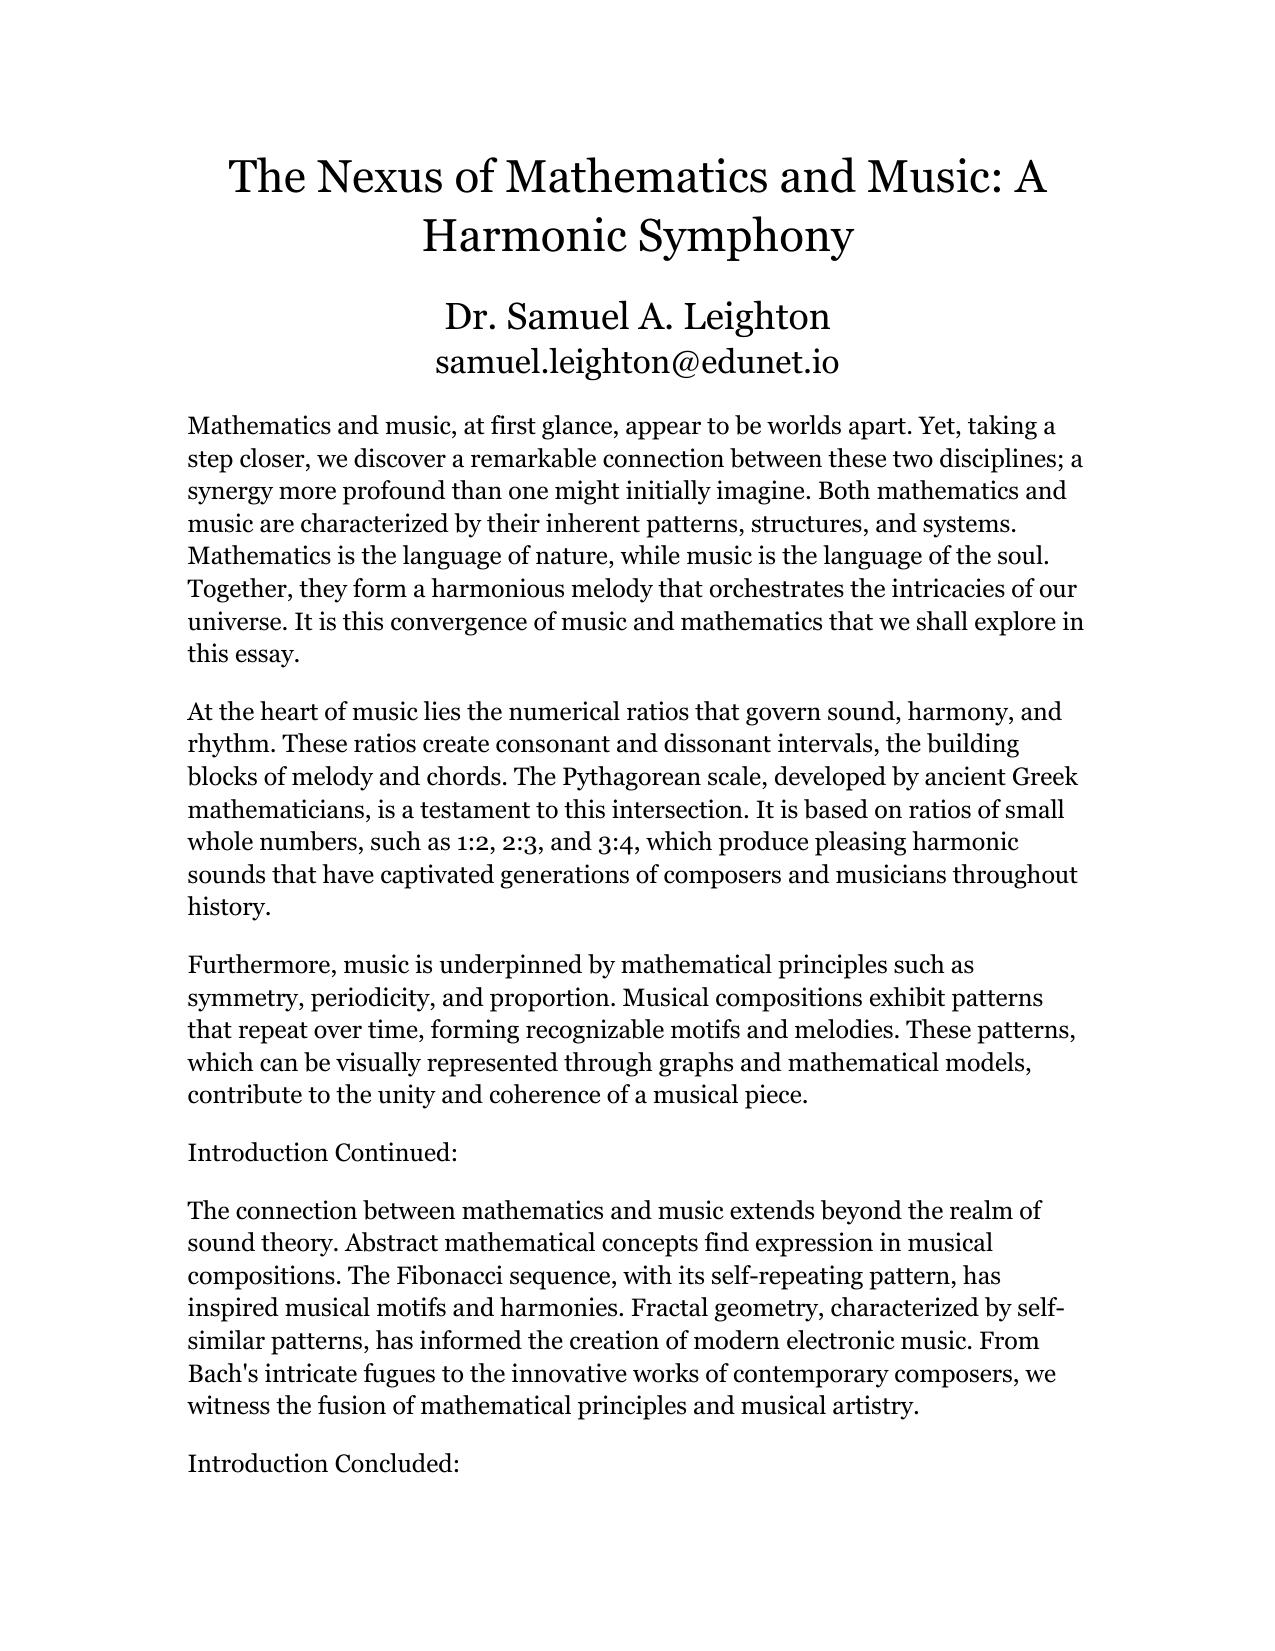 The Nexus of Mathematics and Music: A
Harmonic Symphony
Dr. Samuel A. Leighton
samuel.leighton@edunet.io
Mathematics and music, at first glance, appear to be worlds apart. Yet, taking a
step closer, we discover a remarkable connection between these two disciplines; a
synergy more profound than one might initially imagine. Both mathematics and
music are characterized by their inherent patterns, structures, and systems.
Mathematics is the language of nature, while music is the language of the soul.
Together, they form a harmonious melody that orchestrates the intricacies of our
universe. It is this convergence of music and mathematics that we shall explore in
this essay.
At the heart of music lies the numerical ratios that govern sound, harmony, and
rhythm. These ratios create consonant and dissonant intervals, the building
blocks of melody and chords. The Pythagorean scale, developed by ancient Greek
mathematicians, is a testament to this intersection. It is based on ratios of small
whole numbers, such as 1:2, 2:3, and 3:4, which produce pleasing harmonic
sounds that have captivated generations of composers and musicians throughout
history.
Furthermore, music is underpinned by mathematical principles such as
symmetry, periodicity, and proportion. Musical compositions exhibit patterns
that repeat over time, forming recognizable motifs and melodies. These patterns,
which can be visually represented through graphs and mathematical models,
contribute to the unity and coherence of a musical piece.
Introduction Continued:
The connection between mathematics and music extends beyond the realm of
sound theory. Abstract mathematical concepts find expression in musical
compositions. The Fibonacci sequence, with its self-repeating pattern, has
inspired musical motifs and harmonies. Fractal geometry, characterized by self-
similar patterns, has informed the creation of modern electronic music. From
Bach's intricate fugues to the innovative works of contemporary composers, we
witness the fusion of mathematical principles and musical artistry.
Introduction Concluded: